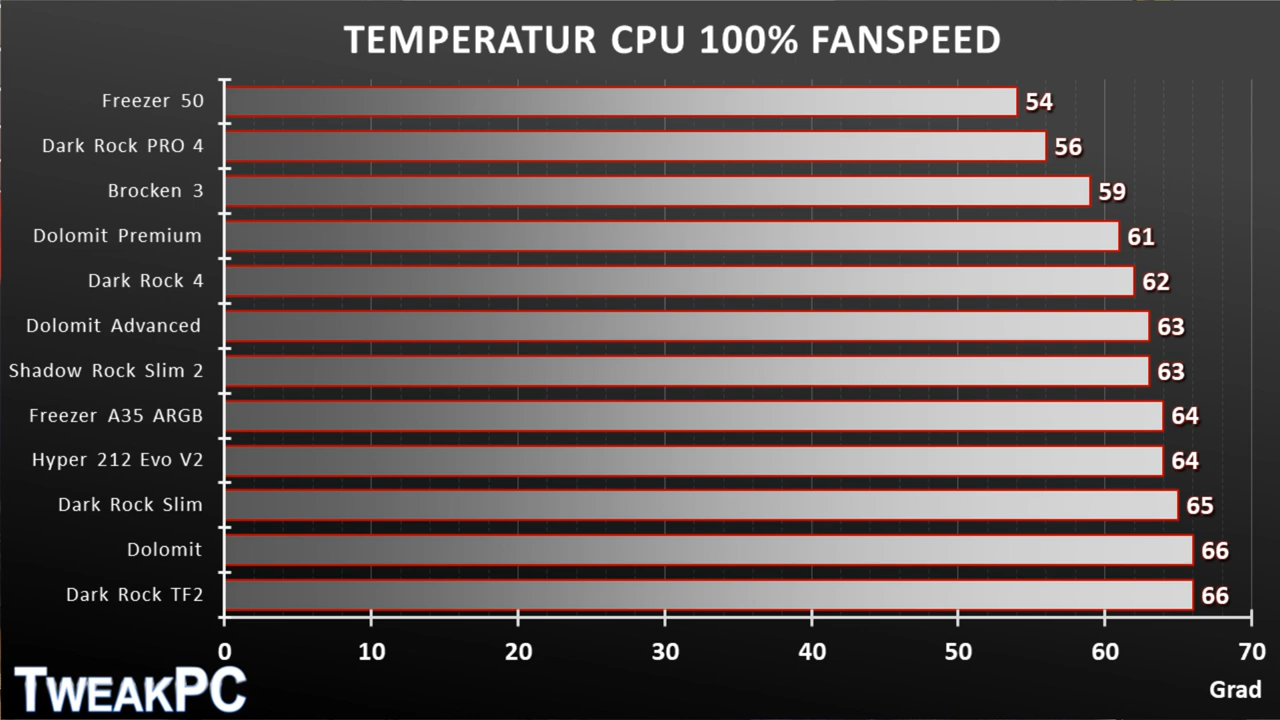 TEMPERATUR CPU 100% FANSPEED
Freezer 50 54
Dark Rock PRO 4 56
Brocken 3 59
Dolomit Premium 61
Dark Rock 4 62
Dolomit Advanced 63
Shadow Rock Slim 2 63
Freezer A35 ARGB 64
Hyper 212 Evo V2 64
Dark Rock Slim 65
Dolomit 66
Dark Rock TF2 66
0 10 20 30 40 50 60 70
Grad
TWEAKPC